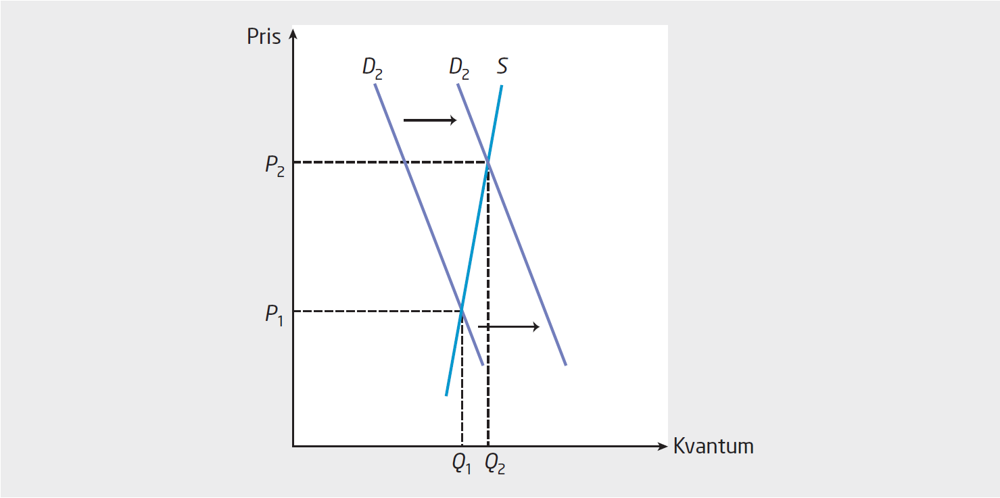 Pris
D2 D2 S
P2
P1
Kvantum
Q1 Q2